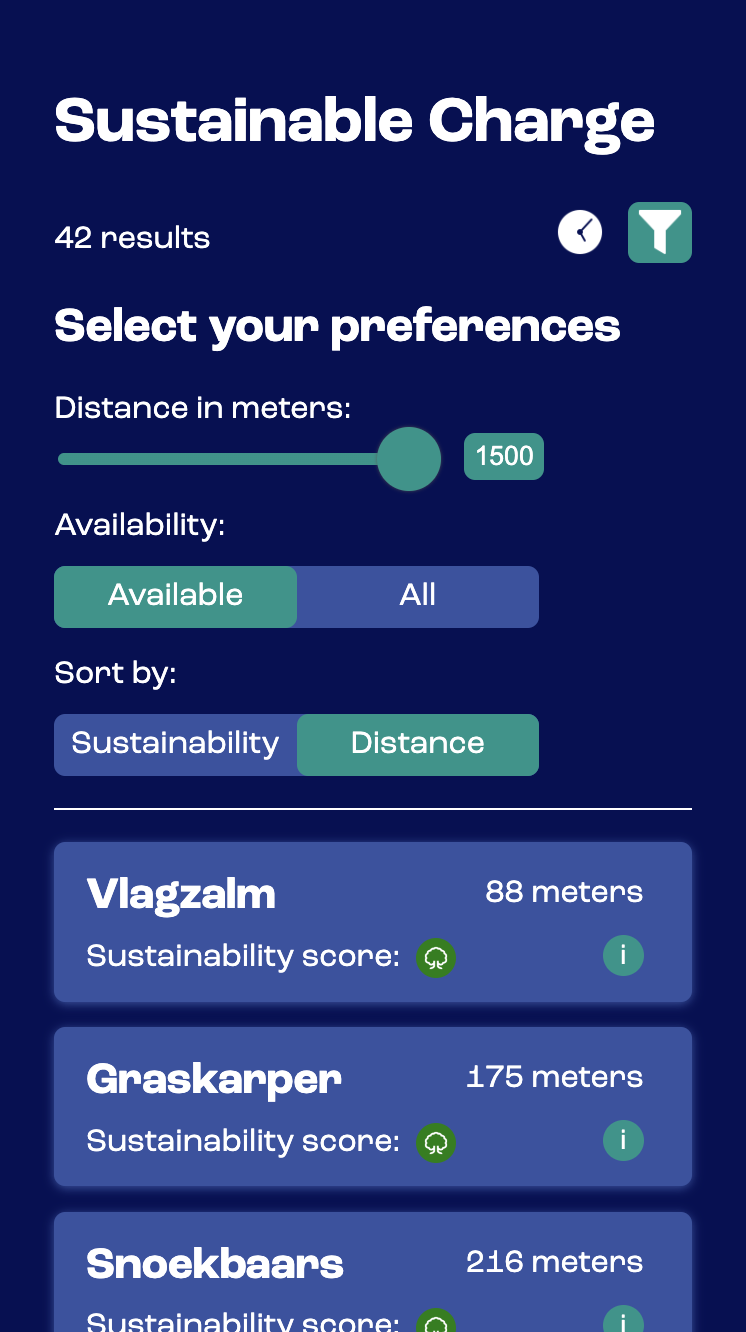 Sustainable Charge
42 results
Select your preferences
Distance in meters:
1500
Availability:
Available All
Sort by:
Sustainability Distance
Vlagzalm 88 meters
Sustainability score: i
Graskarper 175 meters
Sustainability score: i
Snoekbaars 216 meters
Sustainability score: i